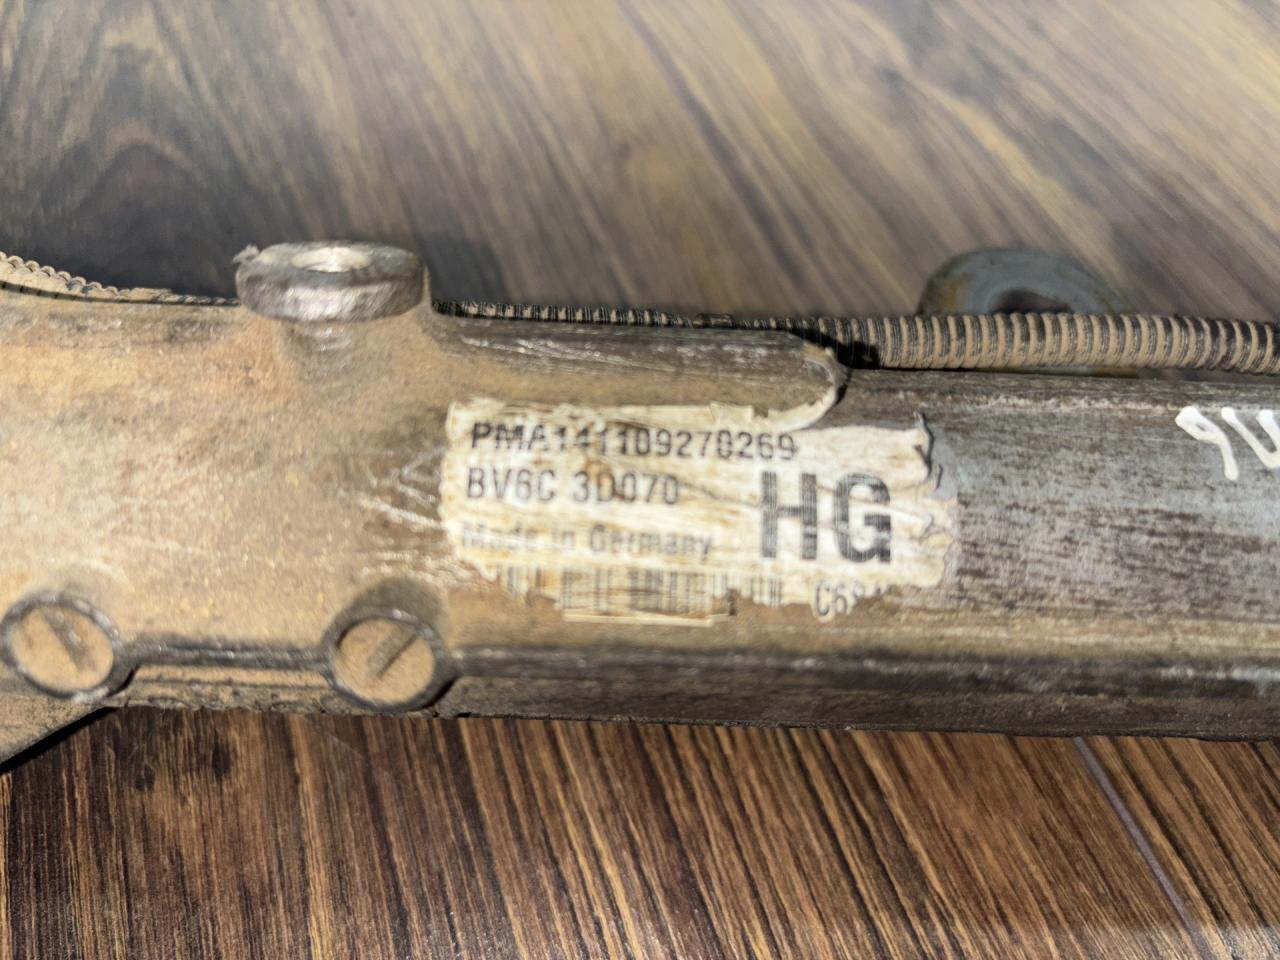 PMA141109270269
BV6C 3D070
HG
Made in Germany